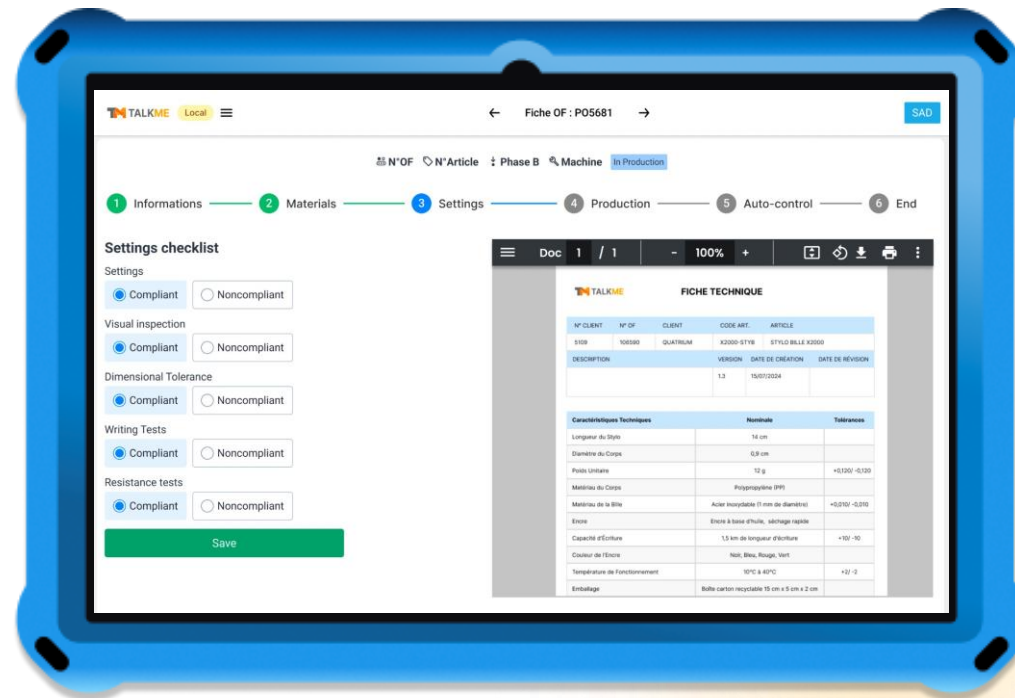 TALKME Local Fiche OF : PO5681 SAD
N°OF N°Article Phase B Machine In Production
1 Informations 2 Materials 3 Settings 4 Production 5 Auto-control 6 End
Settings checklist
Settings
Compliant Noncompliant
Visual inspection
Compliant Noncompliant
Dimensional Tolerance
Compliant Noncompliant
Writing Tests
Compliant Noncompliant
Resistance tests
Compliant Noncompliant
Save
Doc 1 / 1 - 100% +
TALKME FICHE TECHNIQUE
N° CLIENT N° OF CLIENT CODE ART. ARTICLE
5109 106580 QUATRIUM X2000-STYB STYLO BILLE X2000
DESCRIPTION VERSION DATE DE CRÉATION DATE DE RÉVISION
1.3 15/07/2024
Caractéristiques Techniques Nominale Tolérances
Longueur du Stylo 14 cm
Diamètre du Corps 0,9 cm
Poids Unitaire 12 g +0,120/ -0,120
Matériau du Corps Polypropylène (PP)
Matériau de la Bille Acier inoxydable (1 mm de diamètre) +0,010/ -0,010
Encre Encre à base d'huile, séchage rapide
Capacité d'Écriture 1,5 km de longueur d'écriture +10/ -10
Couleur de l'Encre Noir, Bleu, Rouge, Vert
Température de Fonctionnement 10°C à 40°C +2/ -2
Emballage Boîte carton recyclable 15 cm x 5 cm x 2 cm